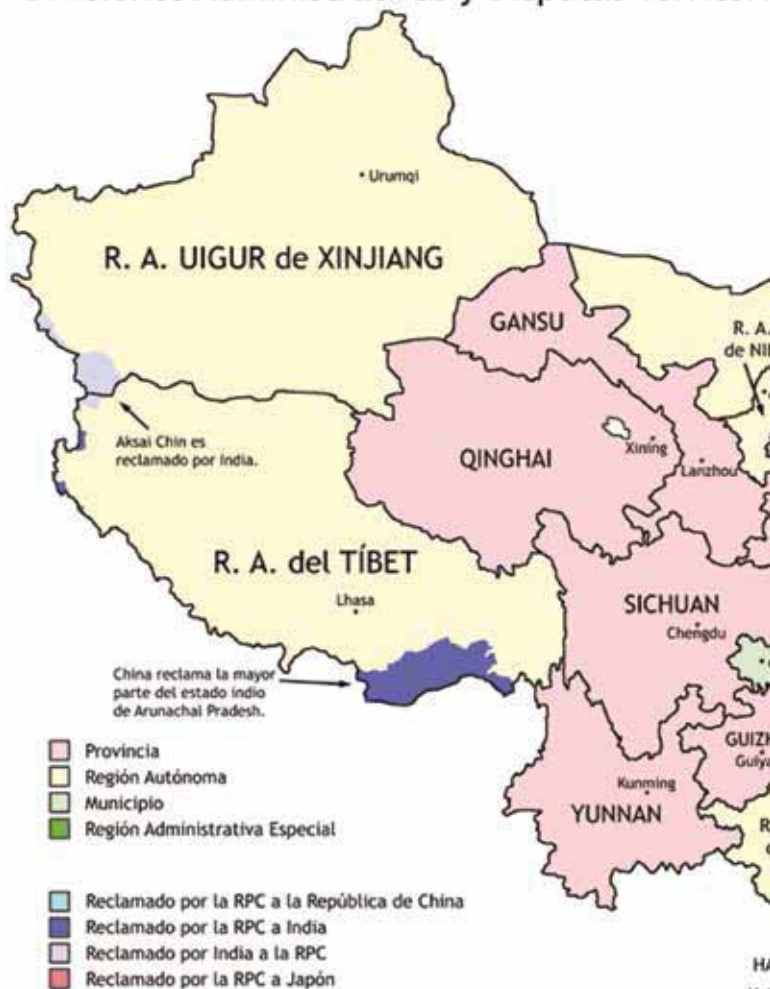 • Urumqi
R. A. UIGUR de XINJIANG
GANSU
R. A.
Aksai Chin es
reclamado por India.
QINGHAI
Xining
Lanzhou
R. A. del TÍBET
Lhasa
SICHUAN
Chengdu
China reclama la mayor
parte del estado indio
de Arunachal Pradesh.
Kunming
YUNNAN
Provincia
Región Autónoma
Municipio
Región Administrativa Especial
Reclamado por la RPC a la República de China
Reclamado por la RPC a India
Reclamado por India a la RPC
Reclamado por la RPC a Japón